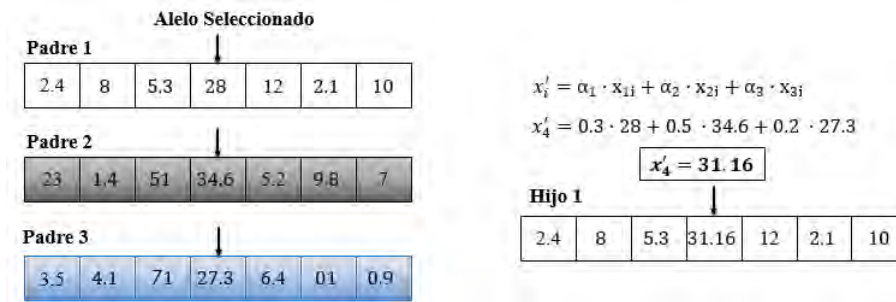 Alelo Seleccionado
Padre 1
2.4 8 5.3 28 12 2.1 10
Padre 2
23 1.4 51 34.6 5.2 9.8 7
Padre 3
3.5 4.1 71 27.3 6.4 01 0.9
x′ᵢ = α₁ · x₁ᵢ + α₂ · x₂ᵢ + α₃ · x₃ᵢ
x′₄ = 0.3 · 28 + 0.5 · 34.6 + 0.2 · 27.3
x′₄ = 31.16
Hijo 1
2.4 8 5.3 31.16 12 2.1 10